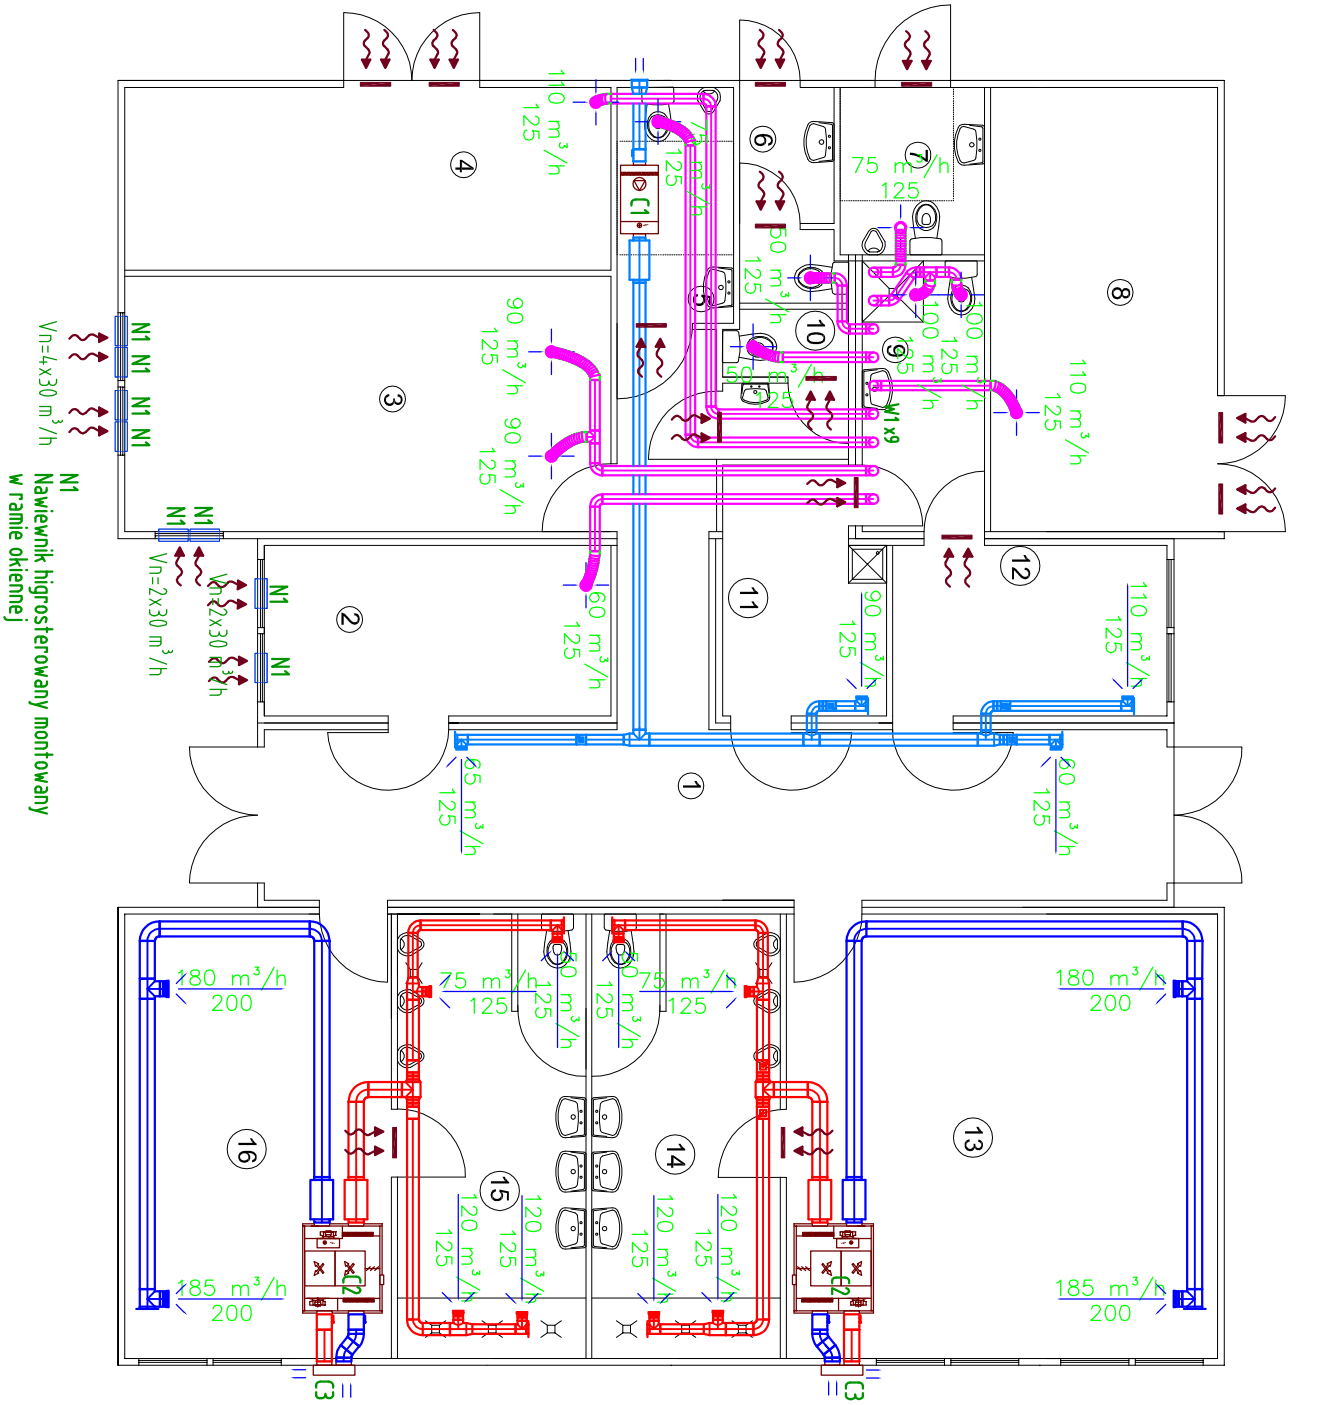 110 m³/h
125
75 m³/h
125
6
7
75 m³/h
125
4
C1
50 m³/h
125
5
8
10
9
100 m³/h
125
100 m³/h
125
90 m³/h
125
N1
N1
N1
N1
Vn=4x30 m³/h
3
50 m³/h
125
110 m³/h
125
W1 x9
90 m³/h
125
N1
Nawiewnik higrosterowany montowany
w ramie okiennej
N1
N1
Vn=2x30 m³/h
Vn=2x30 m³/h
N1
N1
2
60 m³/h
125
11
90 m³/h
125
12
110 m³/h
125
1
65 m³/h
125
60 m³/h
125
180 m³/h
200
75 m³/h
125
50 m³/h
125
50 m³/h
125
75 m³/h
125
180 m³/h
200
16
15
14
13
120 m³/h
125
120 m³/h
125
120 m³/h
125
120 m³/h
125
185 m³/h
200
C2
C2
185 m³/h
200
C3
C3